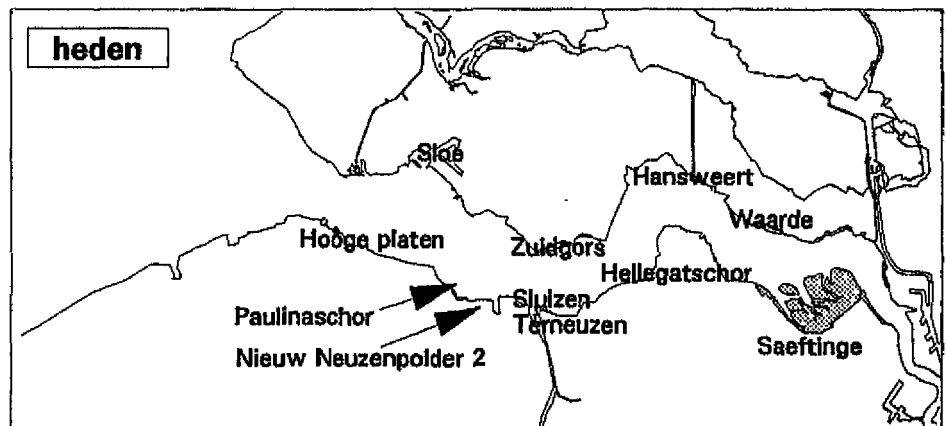 heden
Sloe
Hansweert
Waarde
Hooge platen
Zuidgors
Hellegatschor
Paulinaschor
Sluizen
Terneuzen
Saeftinge
Nieuw Neuzenpolder 2